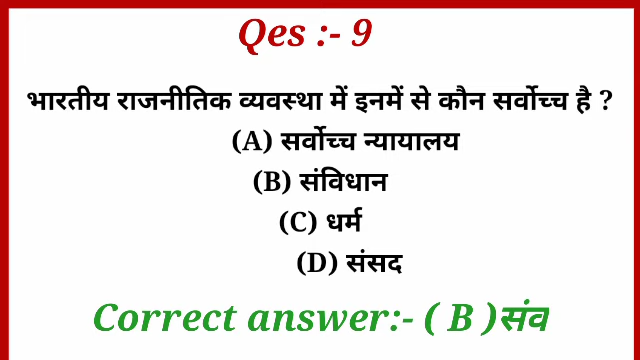 Qes :- 9
भारतीय राजनीतिक व्यवस्था में इनमें से कौन सर्वोच्च है ?
(A) सर्वोच्च न्यायालय
(B) संविधान
(C) धर्म
(D) संसद
Correct answer:- ( B )संव